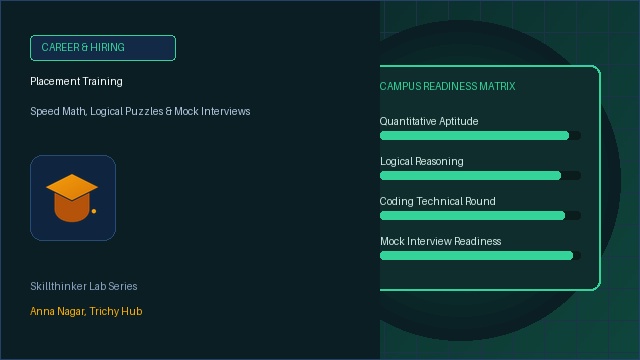 CAREER & HIRING
Placement Training
Speed Math, Logical Puzzles & Mock Interviews
Skillthinker Lab Series
Anna Nagar, Trichy Hub
CAMPUS READINESS MATRIX
Quantitative Aptitude
Logical Reasoning
Coding Technical Round
Mock Interview Readiness